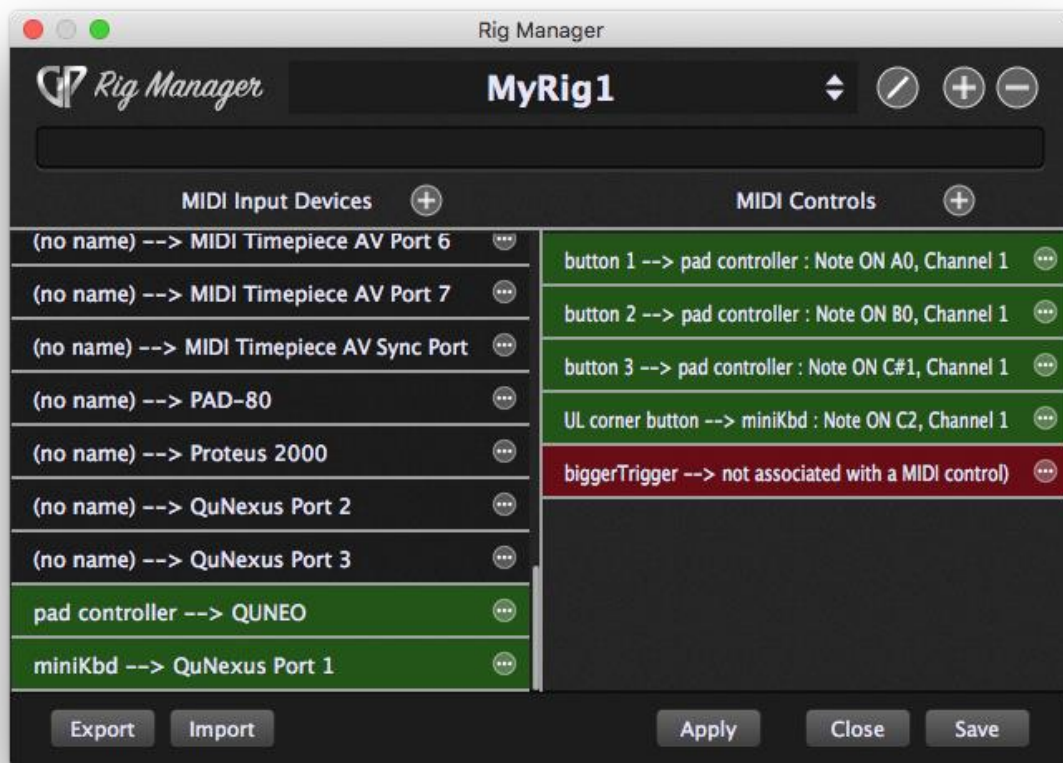 Rig Manager
GP Rig Manager
MyRig1
MIDI Input Devices
MIDI Controls
(no name) --> MIDI Timepiece AV Port 6
(no name) --> MIDI Timepiece AV Port 7
(no name) --> MIDI Timepiece AV Sync Port
(no name) --> PAD-80
(no name) --> Proteus 2000
(no name) --> QuNexus Port 2
(no name) --> QuNexus Port 3
pad controller --> QUNEO
miniKbd --> QuNexus Port 1
button 1 --> pad controller : Note ON A0, Channel 1
button 2 --> pad controller : Note ON B0, Channel 1
button 3 --> pad controller : Note ON C#1, Channel 1
UL corner button --> miniKbd : Note ON C2, Channel 1
biggerTrigger --> not associated with a MIDI control)
Export
Import
Apply
Close
Save